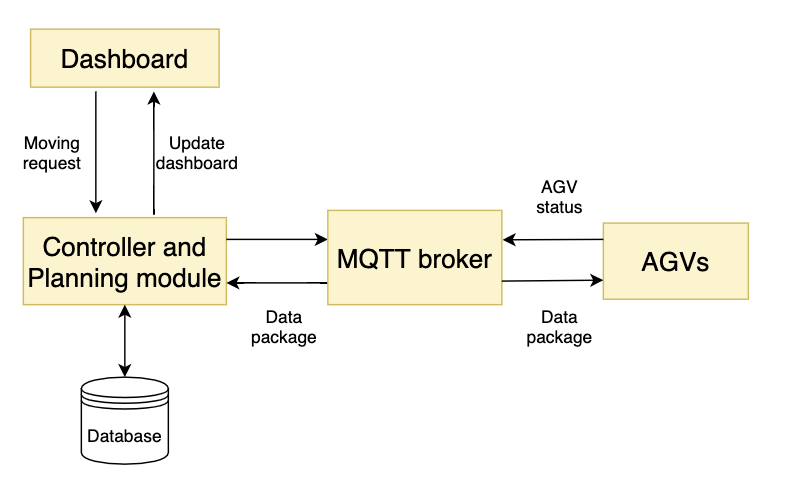 Dashboard
Moving
request
Update
dashboard
AGV
status
Controller and
Planning module
MQTT broker
AGVs
Data
package
Data
package
Database